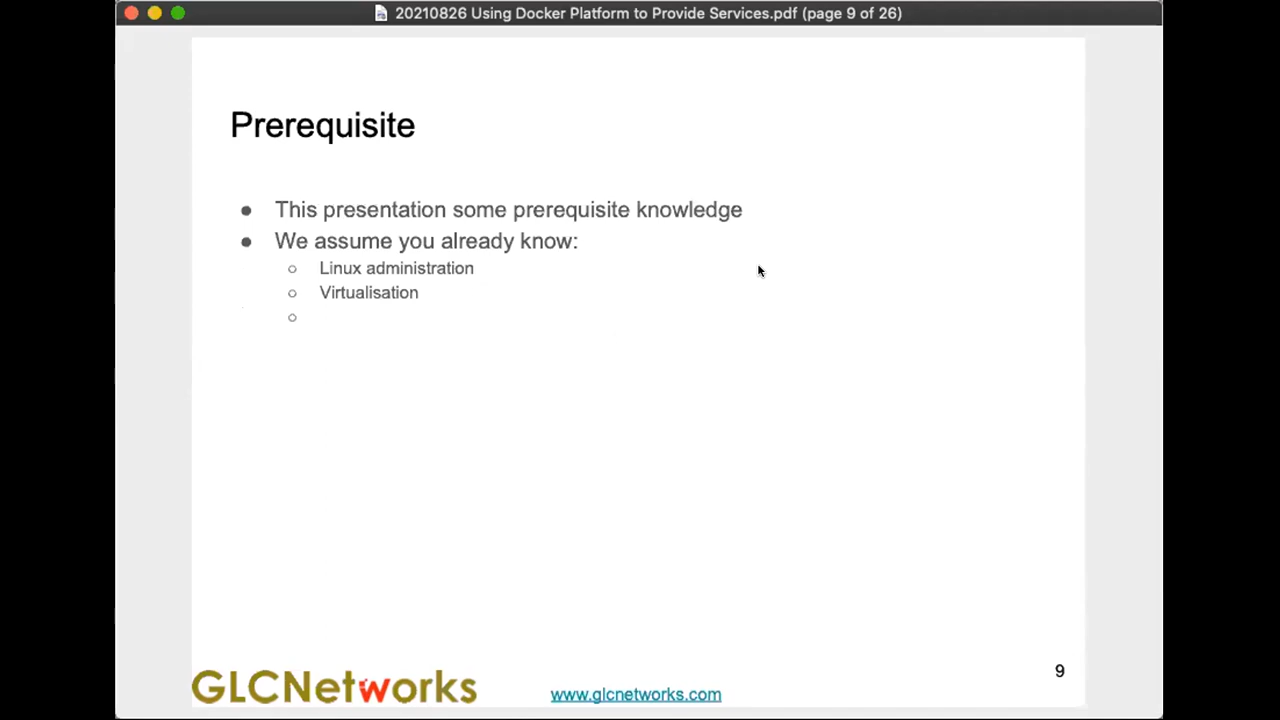 20210826 Using Docker Platform to Provide Services.pdf (page 9 of 26)
Prerequisite
● This presentation some prerequisite knowledge
● We assume you already know:
○ Linux administration
○ Virtualisation
○
9
GLCNetworks
www.glcnetworks.com